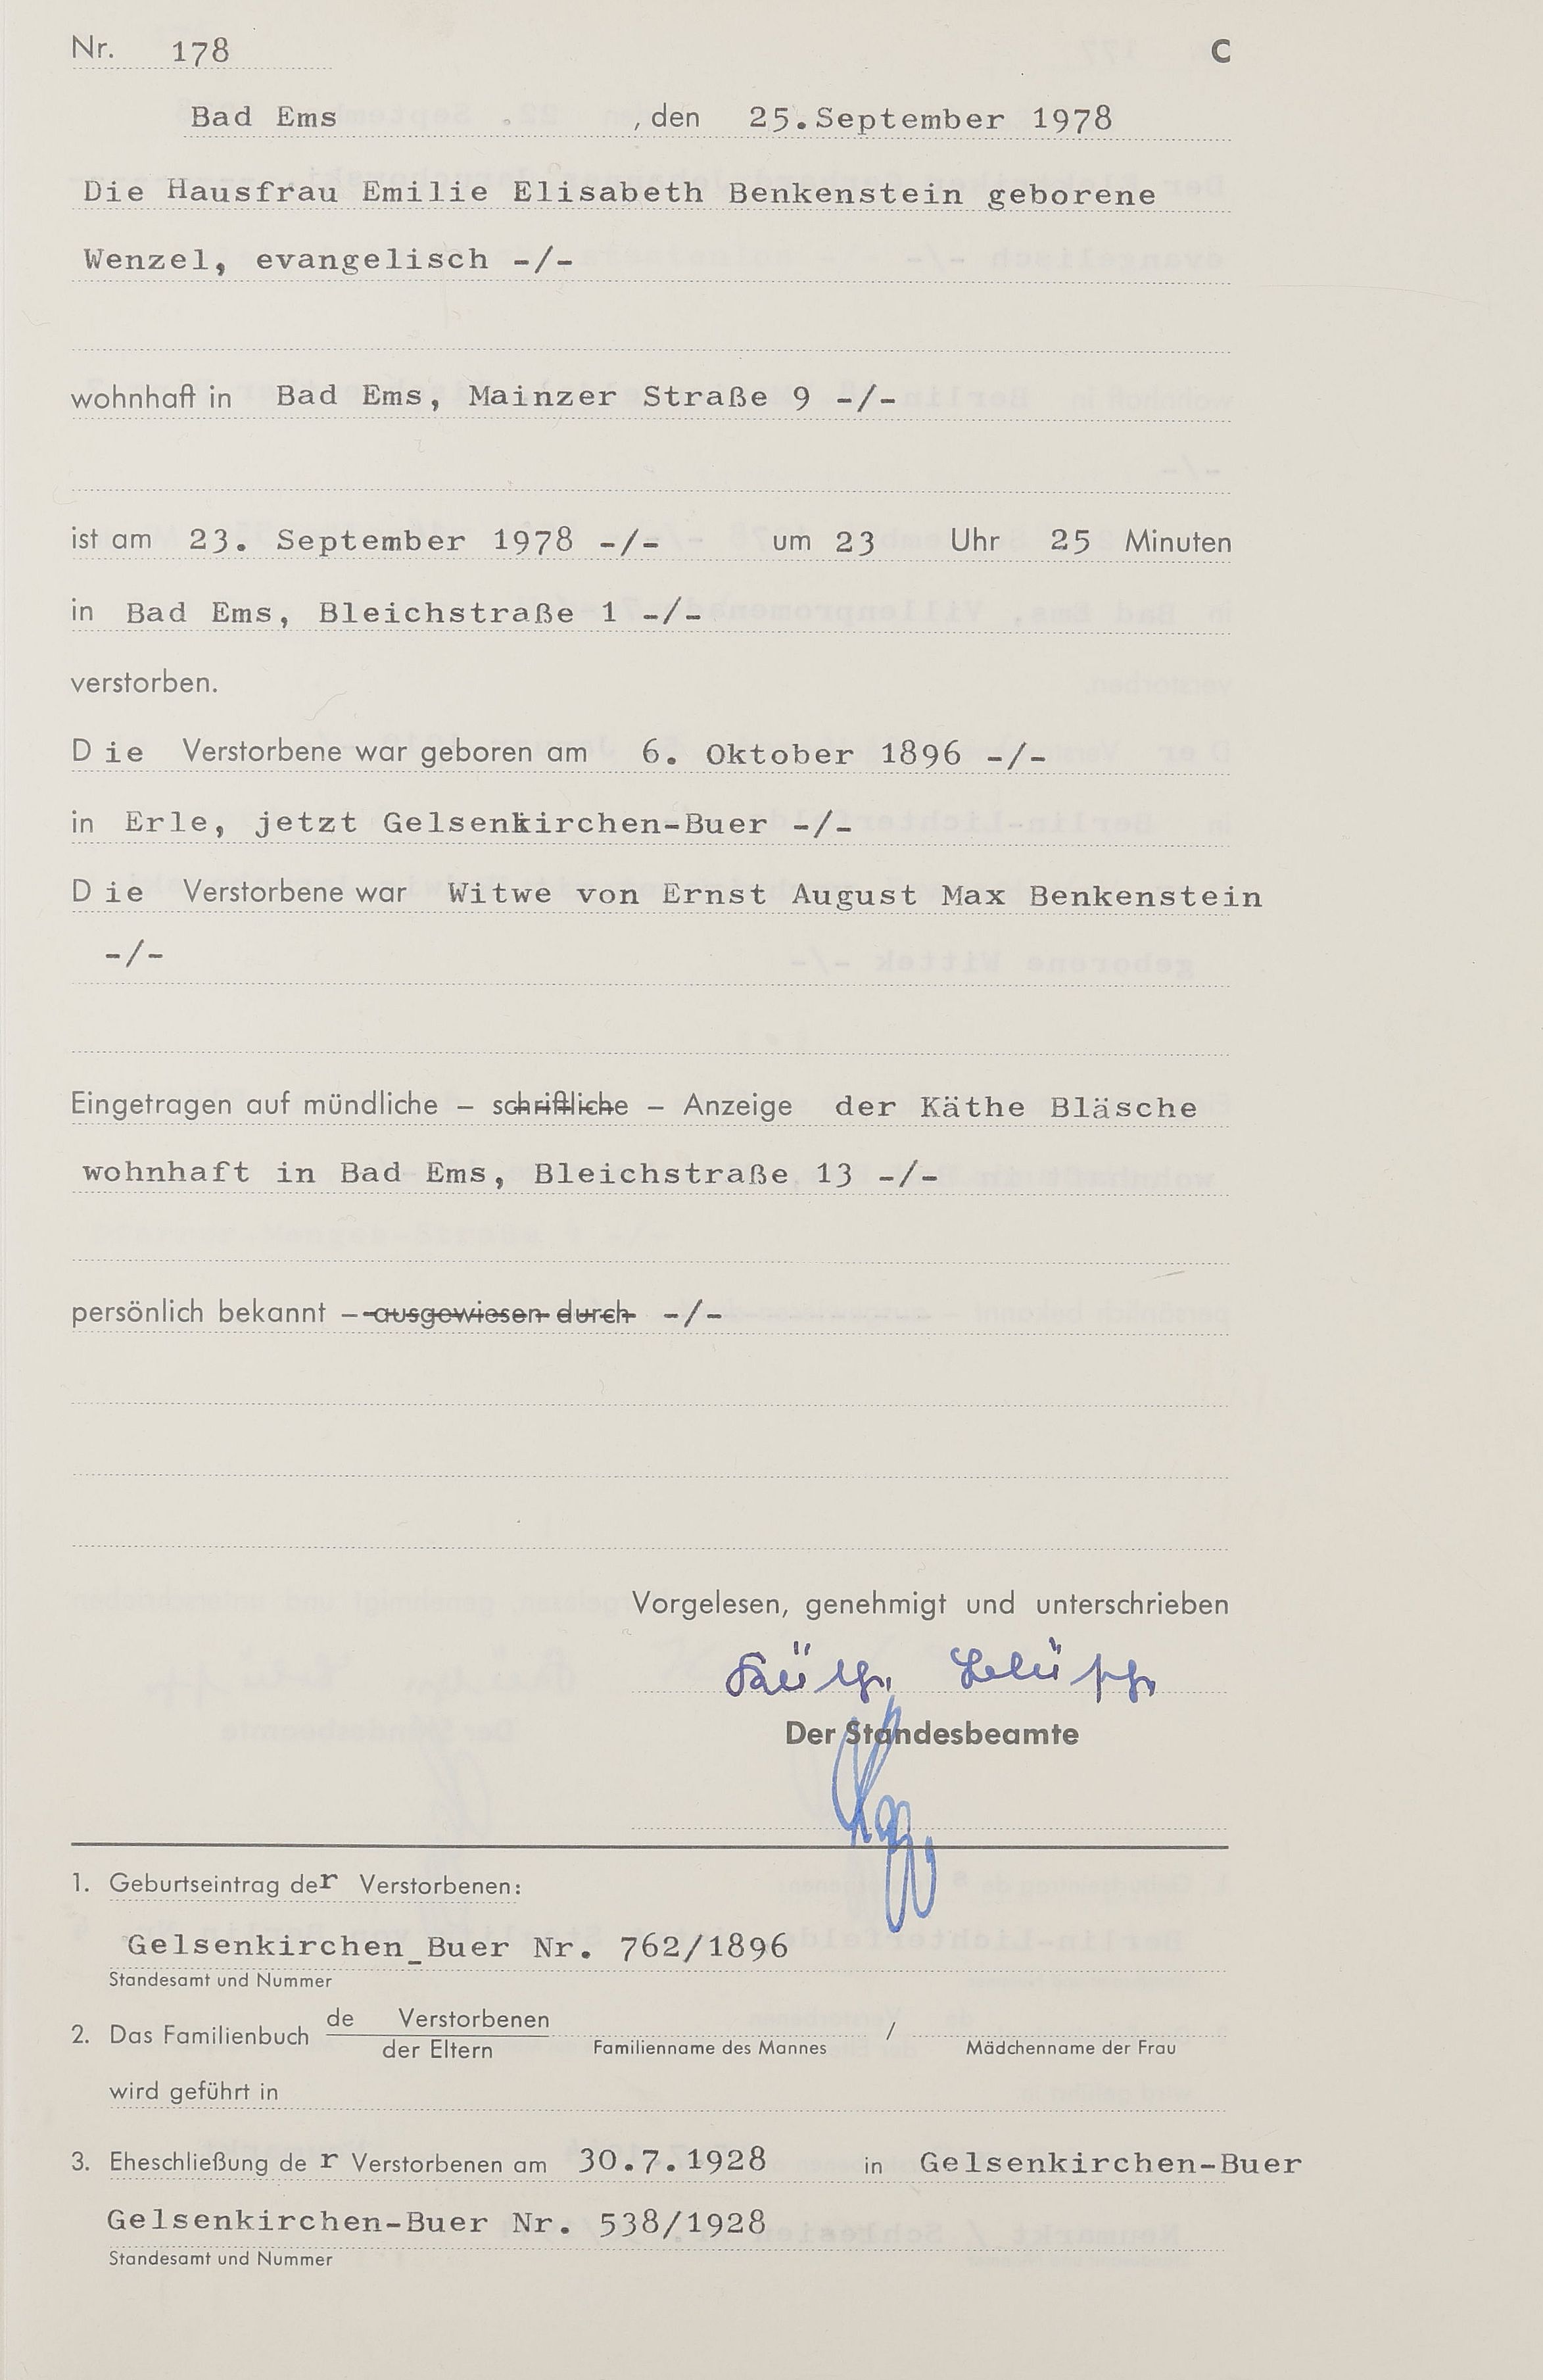 Nr. 178 C
Bad Ems , den 25.September 1978
Die Hausfrau Emilie Elisabeth Benkenstein geborene
Wenzel, evangelisch -/-
wohnhaft in Bad Ems, Mainzer Straße 9 -/-
ist am 23. September 1978 -/- um 23 Uhr 25 Minuten
in Bad Ems, Bleichstraße 1 -/-
verstorben.
Die Verstorbene war geboren am 6. Oktober 1896 -/-
in Erle, jetzt Gelsenkirchen-Buer -/-
Die Verstorbene war Witwe von Ernst August Max Benkenstein
-/-
Eingetragen auf mündliche – schriftliche – Anzeige der Käthe Bläsche
wohnhaft in Bad Ems, Bleichstraße 13 -/-
persönlich bekannt – ausgewiesen durch -/-
Vorgelesen, genehmigt und unterschrieben
Käthe Bläsche
Der Standesbeamte
1. Geburtseintrag der Verstorbenen:
Gelsenkirchen_Buer Nr. 762/1896
Standesamt und Nummer
2. Das Familienbuch de Verstorbenen / der Eltern
Familienname des Mannes / Mädchenname der Frau
wird geführt in
3. Eheschließung der Verstorbenen am 30.7.1928 in Gelsenkirchen-Buer
Gelsenkirchen-Buer Nr. 538/1928
Standesamt und Nummer